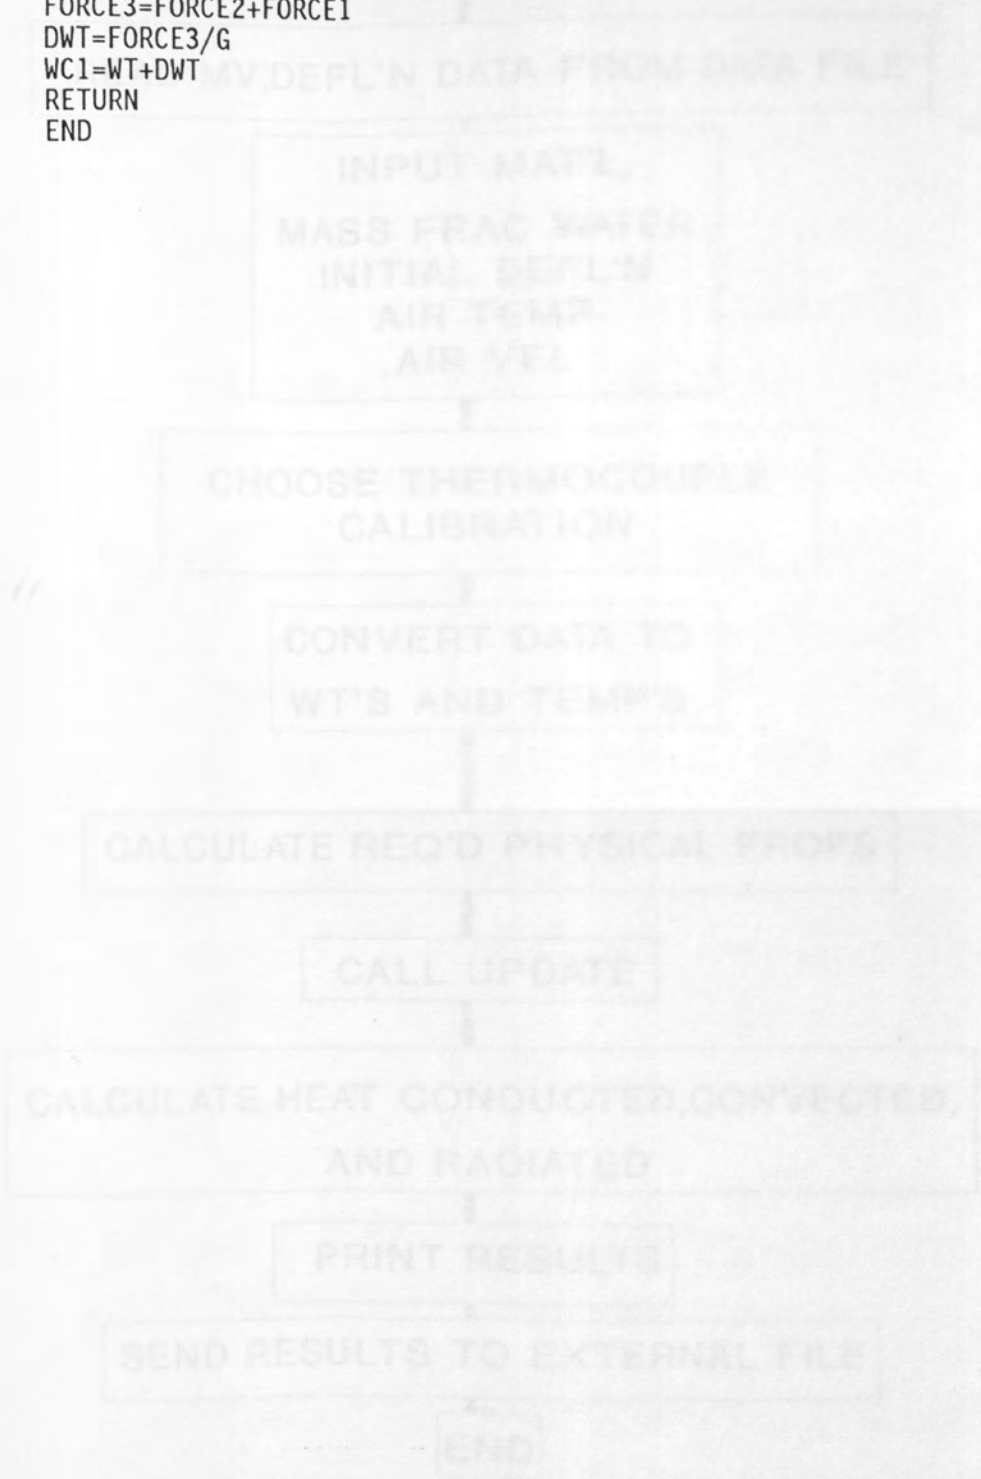 FORCE3=FORCE2+FORCE1
DWT=FORCE3/G
WC1=WT+DWT
RETURN
END
MV,DEFL'N DATA FROM DATA FILE
INPUT MAT'L,
MASS FRAC WATER
INITIAL DEFL'N
AIR TEMP
AIR VEL
CHOOSE THERMOCOUPLE
CALIBRATION
CONVERT DATA TO
WT'S AND TEMP'S
CALCULATE REQ'D PHYSICAL PROPS
CALL UPDATE
CALCULATE HEAT CONDUCTED,CONVECTED,
AND RADIATED
PRINT RESULTS
SEND RESULTS TO EXTERNAL FILE
END